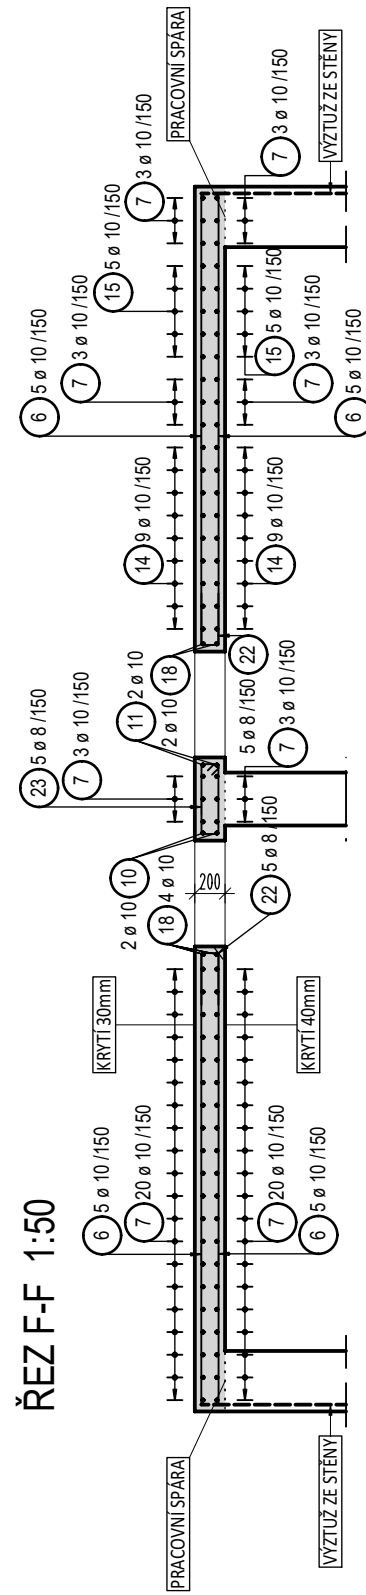 ŘEZ F-F 1:50
PRACOVNÍ SPÁRA
6 5 ø 10 /150
7 20 ø 10 /150
KRYTÍ 30mm
2 ø 10 10
18 4 ø 10
23 5 ø 8 /150
7 3 ø 10 /150
11 2 ø 10
2 ø 10 18
14 9 ø 10 /150
6 5 ø 10 /150
7 3 ø 10 /150
15 5 ø 10 /150
7 3 ø 10 /150
PRACOVNÍ SPÁRA
200
VÝZTUŽ ZE STĚNY
7 20 ø 10 /150
6 5 ø 10 /150
KRYTÍ 40mm
22 5 ø 8 /150
5 ø 8 /150 22
7 3 ø 10 /150
14 9 ø 10 /150
15 5 ø 10 /150
7 3 ø 10 /150
6 5 ø 10 /150
7 3 ø 10 /150
VÝZTUŽ ZE STĚNY